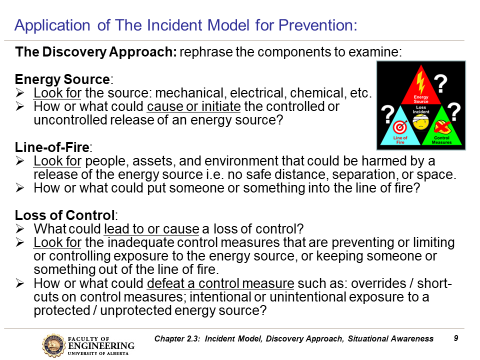 Application of The Incident Model for Prevention:
The Discovery Approach: rephrase the components to examine:
Energy Source:
➢ Look for the source: mechanical, electrical, chemical, etc.
➢ How or what could cause or initiate the controlled or
uncontrolled release of an energy source?
Line-of-Fire:
➢ Look for people, assets, and environment that could be harmed by a
release of the energy source i.e. no safe distance, separation, or space.
➢ How or what could put someone or something into the line of fire?
Loss of Control:
➢ What could lead to or cause a loss of control?
➢ Look for the inadequate control measures that are preventing or limiting
or controlling exposure to the energy source, or keeping someone or
something out of the line of fire.
➢ How or what could defeat a control measure such as: overrides / short-
cuts on control measures; intentional or unintentional exposure to a
protected / unprotected energy source?
?
Energy
Source
? Loss ?
Incident
Line of
Fire
Control
Measures
FACULTY OF
ENGINEERING
UNIVERSITY OF ALBERTA
Chapter 2.3: Incident Model, Discovery Approach, Situational Awareness
9